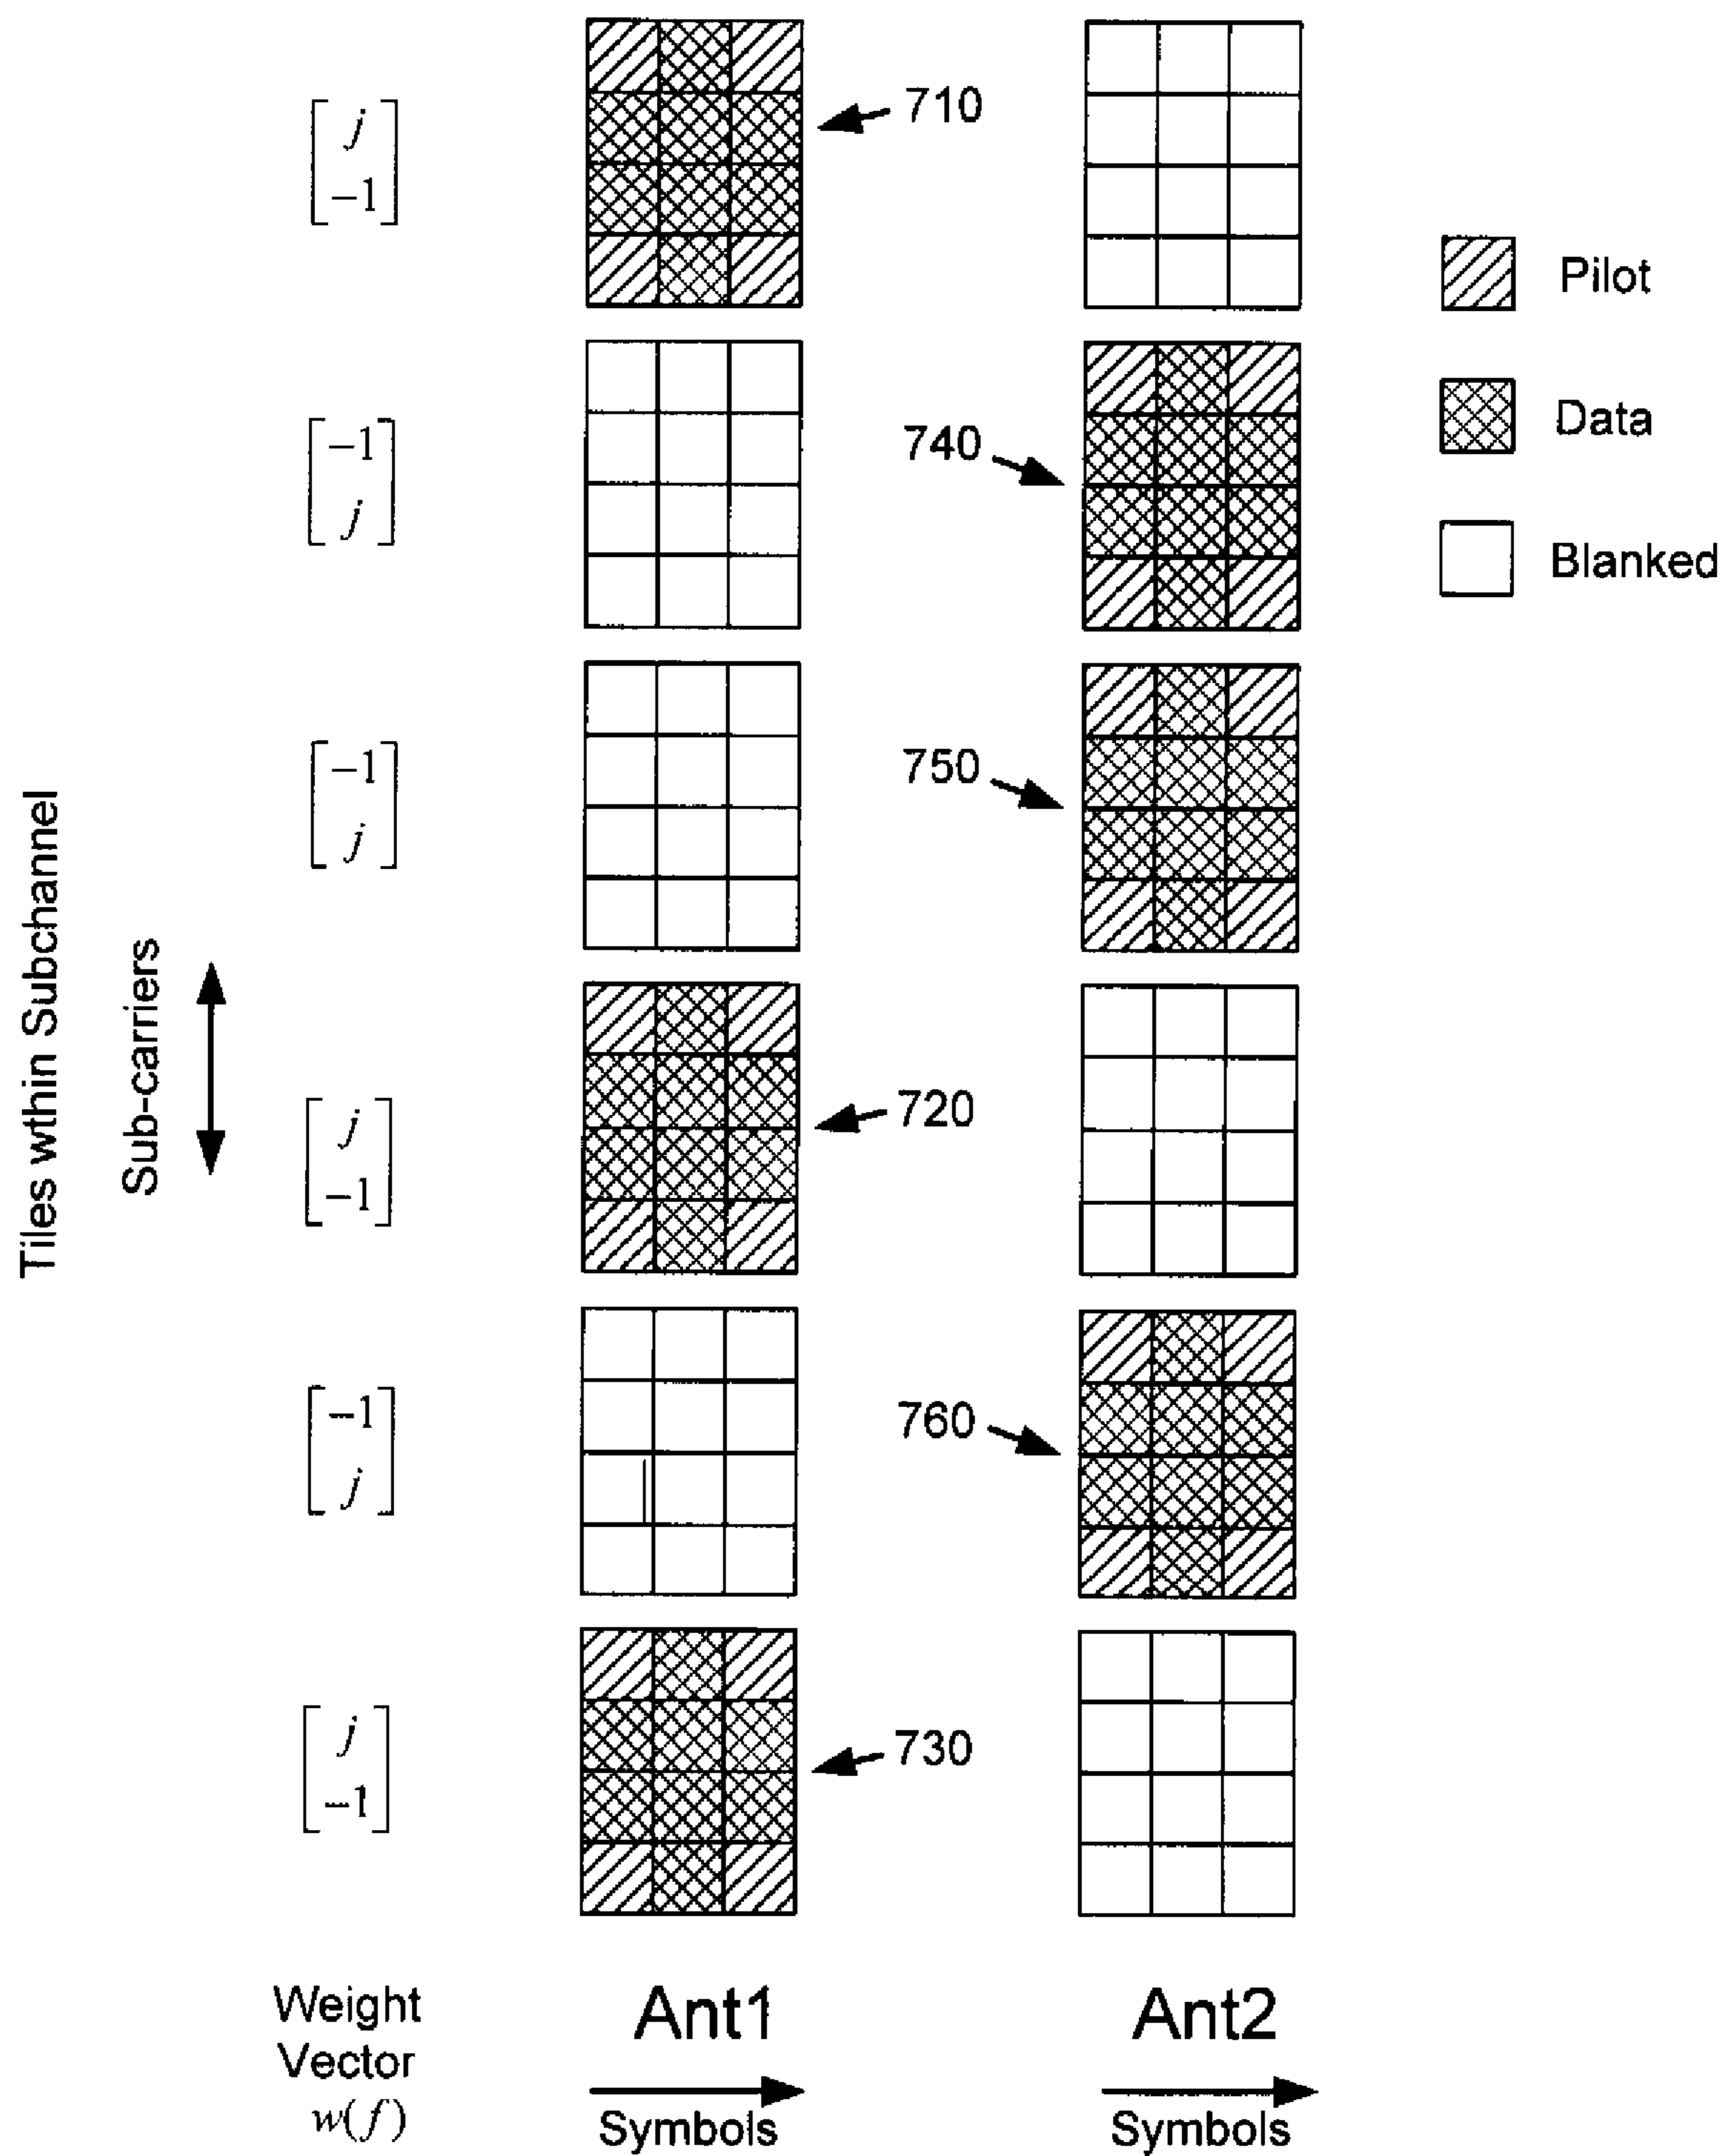 [j
-1]
710
Pilot
Data
Blanked
[-1
j]
740
[-1
j]
750
Tiles wthin Subchannel
Sub-carriers
[j
-1]
720
[-1
j]
760
[j
-1]
730
Weight
Vector
w(f)
Ant1
Symbols
Ant2
Symbols